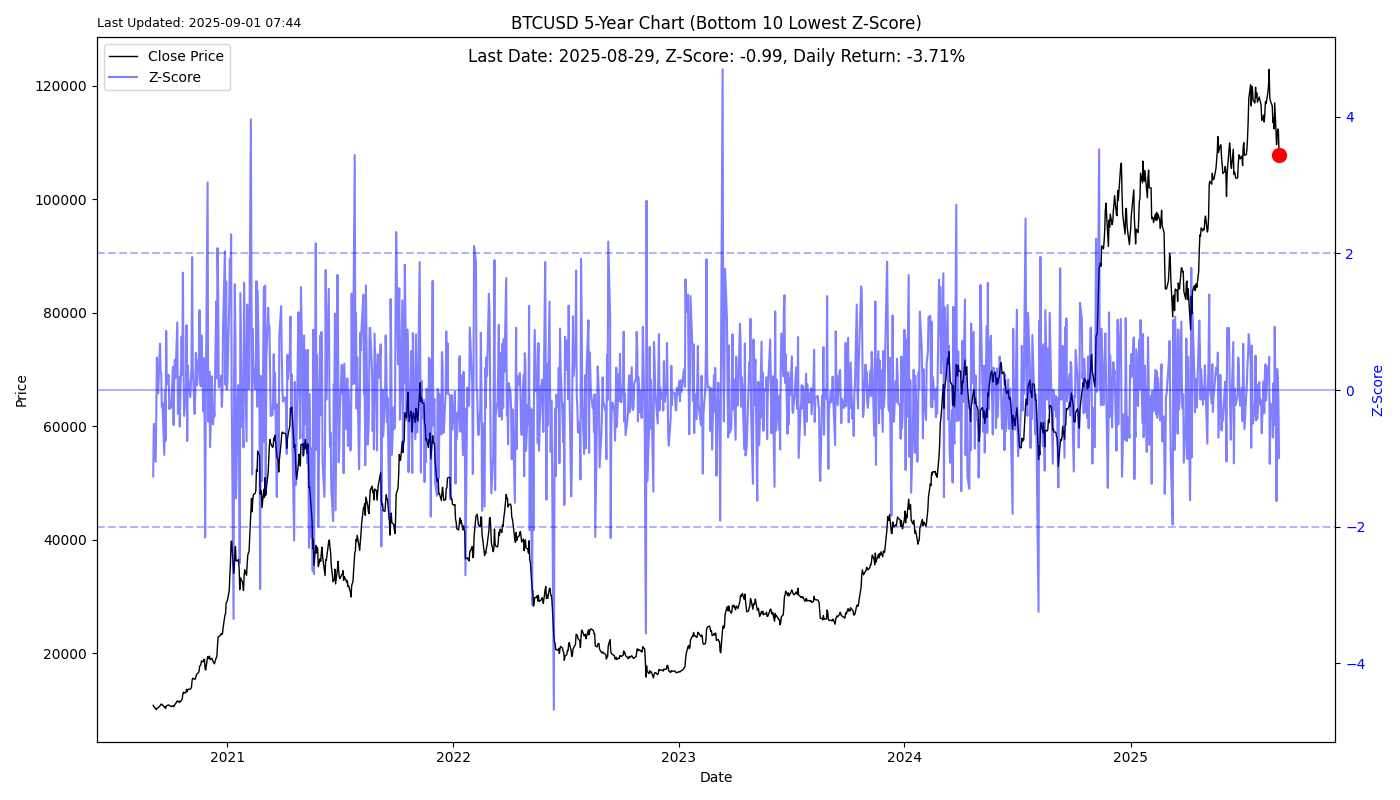 Last Updated: 2025-09-01 07:44
BTCUSD 5-Year Chart (Bottom 10 Lowest Z-Score)
Last Date: 2025-08-29, Z-Score: -0.99, Daily Return: -3.71%
Close Price
Z-Score
120000
100000
80000
60000
40000
20000
Price
4
2
0
−2
−4
Z-Score
2021
2022
2023
2024
2025
Date